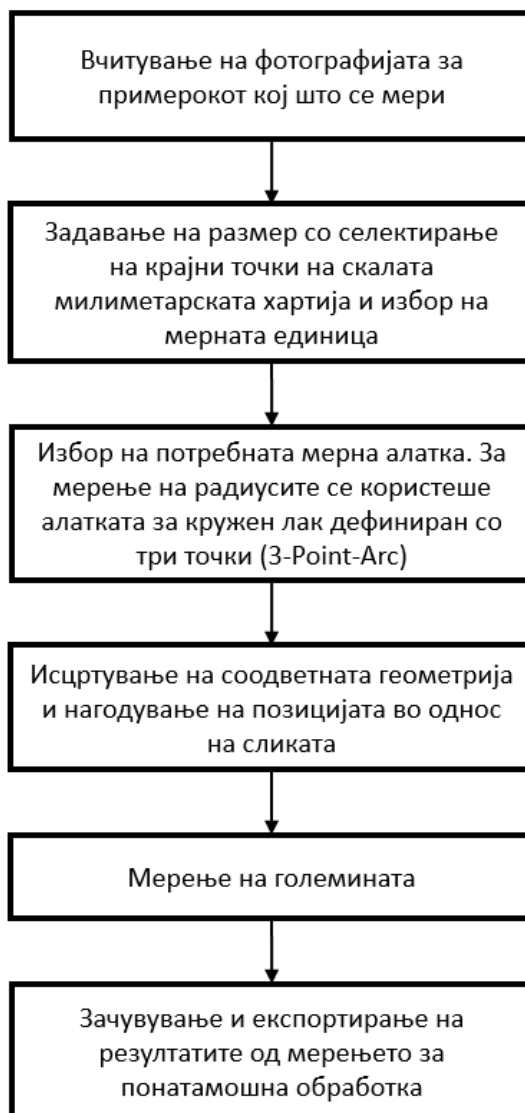 Вчитување на фотографијата за
примерокот кој што се мери
Задавање на размер со селектирање
на крајни точки на скалата
милиметарската хартија и избор на
мерната единица
Избор на потребната мерна алатка. За
мерење на радиусите се користеше
алатката за кружен лак дефиниран со
три точки (3-Point-Arc)
Исцртување на соодветната геометрија
и нагодување на позицијата во однос
на сликата
Мерење на големината
Зачувување и експортирање на
резултатите од мерењето за
понатамошна обработка